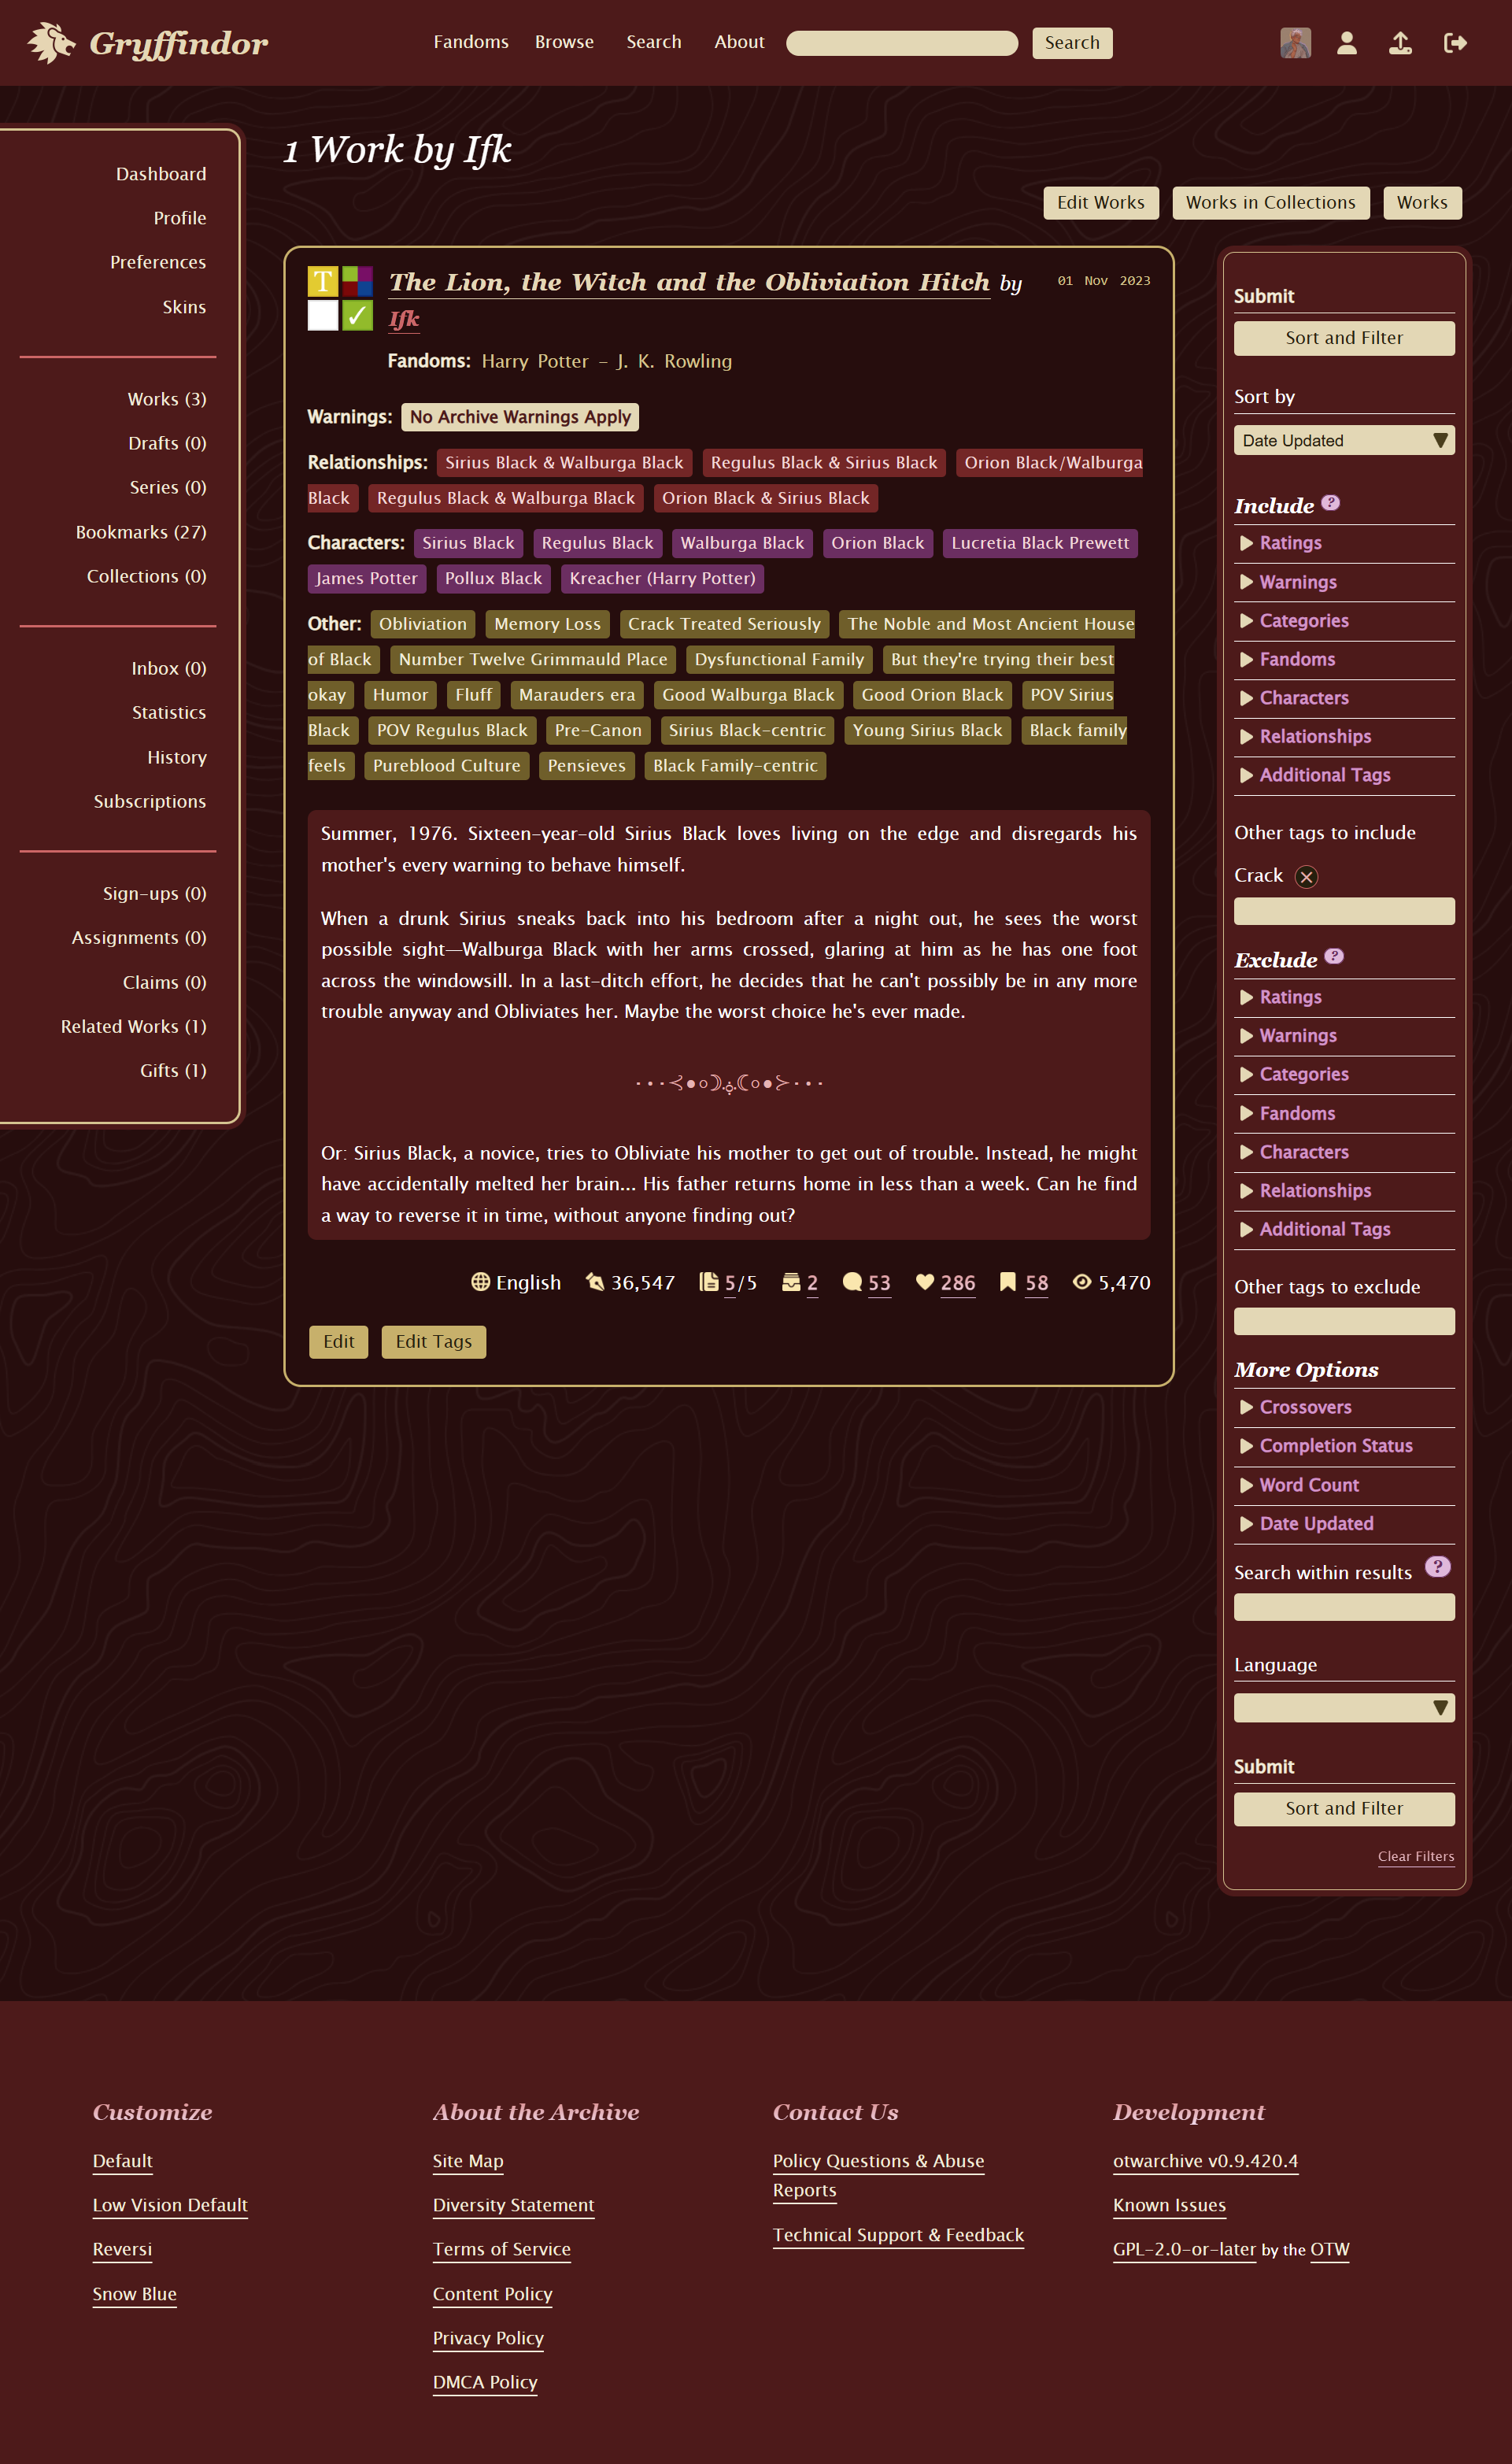 Gryffindor
Fandoms Browse Search About Search
Dashboard
Profile
Preferences
Skins
Works (3)
Drafts (0)
Series (0)
Bookmarks (27)
Collections (0)
Inbox (0)
Statistics
History
Subscriptions
Sign-ups (0)
Assignments (0)
Claims (0)
Related Works (1)
Gifts (1)
1 Work by Ifk
Edit Works Works in Collections Works
T
✓
The Lion, the Witch and the Obliviation Hitch by
Ifk
01 Nov 2023
Fandoms: Harry Potter - J. K. Rowling
Warnings: No Archive Warnings Apply
Relationships: Sirius Black & Walburga Black Regulus Black & Sirius Black Orion Black/Walburga
Black Regulus Black & Walburga Black Orion Black & Sirius Black
Characters: Sirius Black Regulus Black Walburga Black Orion Black Lucretia Black Prewett
James Potter Pollux Black Kreacher (Harry Potter)
Other: Obliviation Memory Loss Crack Treated Seriously The Noble and Most Ancient House
of Black Number Twelve Grimmauld Place Dysfunctional Family But they're trying their best
okay Humor Fluff Marauders era Good Walburga Black Good Orion Black POV Sirius
Black POV Regulus Black Pre-Canon Sirius Black-centric Young Sirius Black Black family
feels Pureblood Culture Pensieves Black Family-centric
Summer, 1976. Sixteen-year-old Sirius Black loves living on the edge and disregards his
mother's every warning to behave himself.
When a drunk Sirius sneaks back into his bedroom after a night out, he sees the worst
possible sight—Walburga Black with her arms crossed, glaring at him as he has one foot
across the windowsill. In a last-ditch effort, he decides that he can't possibly be in any more
trouble anyway and Obliviates her. Maybe the worst choice he's ever made.
Or: Sirius Black, a novice, tries to Obliviate his mother to get out of trouble. Instead, he might
have accidentally melted her brain... His father returns home in less than a week. Can he find
a way to reverse it in time, without anyone finding out?
English 36,547 5/5 2 53 286 58 5,470
Edit Edit Tags
Submit
Sort and Filter
Sort by
Date Updated
Include ?
Ratings
Warnings
Categories
Fandoms
Characters
Relationships
Additional Tags
Other tags to include
Crack
Exclude ?
Ratings
Warnings
Categories
Fandoms
Characters
Relationships
Additional Tags
Other tags to exclude
More Options
Crossovers
Completion Status
Word Count
Date Updated
Search within results ?
Language
Submit
Sort and Filter
Clear Filters
Customize
Default
Low Vision Default
Reversi
Snow Blue
About the Archive
Site Map
Diversity Statement
Terms of Service
Content Policy
Privacy Policy
DMCA Policy
Contact Us
Policy Questions & Abuse
Reports
Technical Support & Feedback
Development
otwarchive v0.9.420.4
Known Issues
GPL-2.0-or-later by the OTW